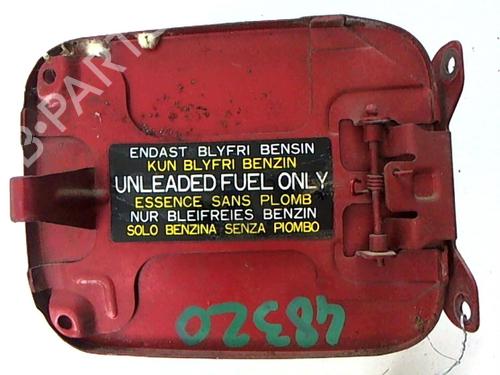 ENDAST BLYFRI BENSIN
KUN BLYFRI BENZIN
UNLEADED FUEL ONLY
ESSENCE SANS PLOMB
NUR BLEIFREIES BENZIN
SOLO BENZINA SENZA PIOMBO
48320
B-PARTS